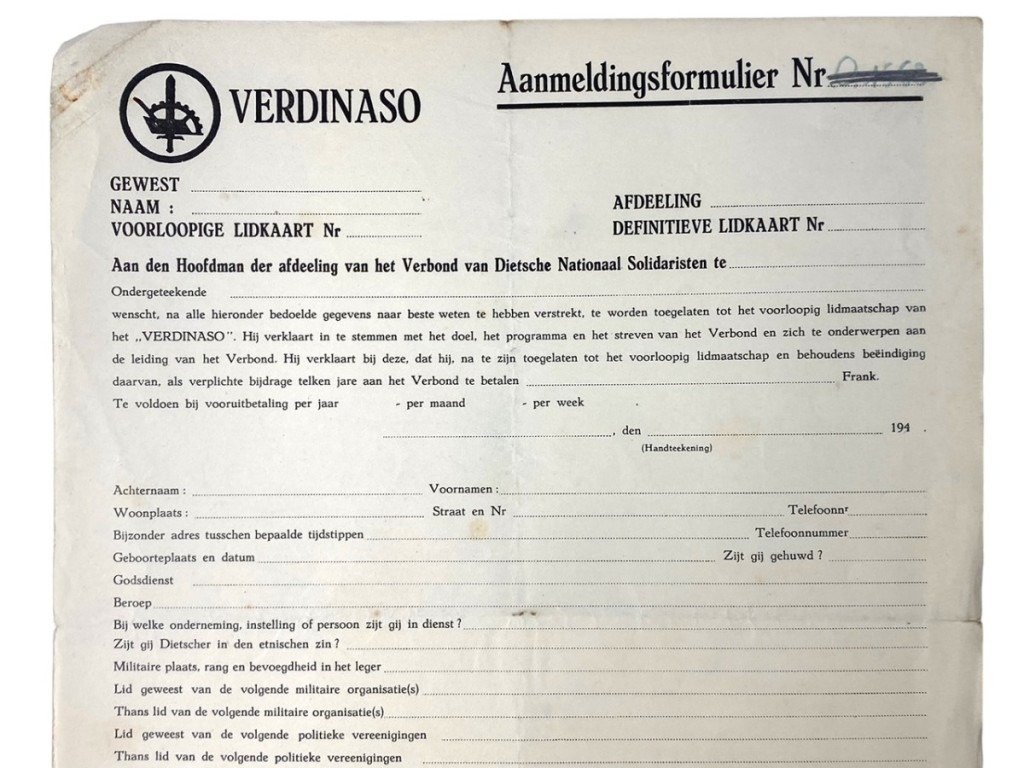 VERDINASO
Aanmeldingsformulier Nr
GEWEST
NAAM :
VOORLOOPIGE LIDKAART Nr
AFDEELING
DEFINITIEVE LIDKAART Nr
Aan den Hoofdman der afdeeling van het Verbond van Dietsche Nationaal Solidaristen te
Ondergeteekende
wenscht, na alle hieronder bedoelde gegevens naar beste weten te hebben verstrekt, te worden toegelaten tot het voorloopig lidmaatschap van
het „VERDINASO". Hij verklaart in te stemmen met het doel, het programma en het streven van het Verbond en zich te onderwerpen aan
de leiding van het Verbond. Hij verklaart bij deze, dat hij, na te zijn toegelaten tot het voorloopig lidmaatschap en behoudens beëindiging
daarvan, als verplichte bijdrage telken jare aan het Verbond te betalen Frank.
Te voldoen bij vooruitbetaling per jaar - per maand - per week .
, den 194 .
(Handteekening)
Achternaam : Voornamen :
Woonplaats : Straat en Nr Telefoonnr
Bijzonder adres tusschen bepaalde tijdstippen Telefoonnummer
Geboorteplaats en datum Zijt gij gehuwd ?
Godsdienst
Beroep
Bij welke onderneming, instelling of persoon zijt gij in dienst ?
Zijt gij Dietscher in den etnischen zin ?
Militaire plaats, rang en bevoegdheid in het leger
Lid geweest van de volgende militaire organisatie(s)
Thans lid van de volgende militaire organisatie(s)
Lid geweest van de volgende politieke vereenigingen
Thans lid van de volgende politieke vereenigingen